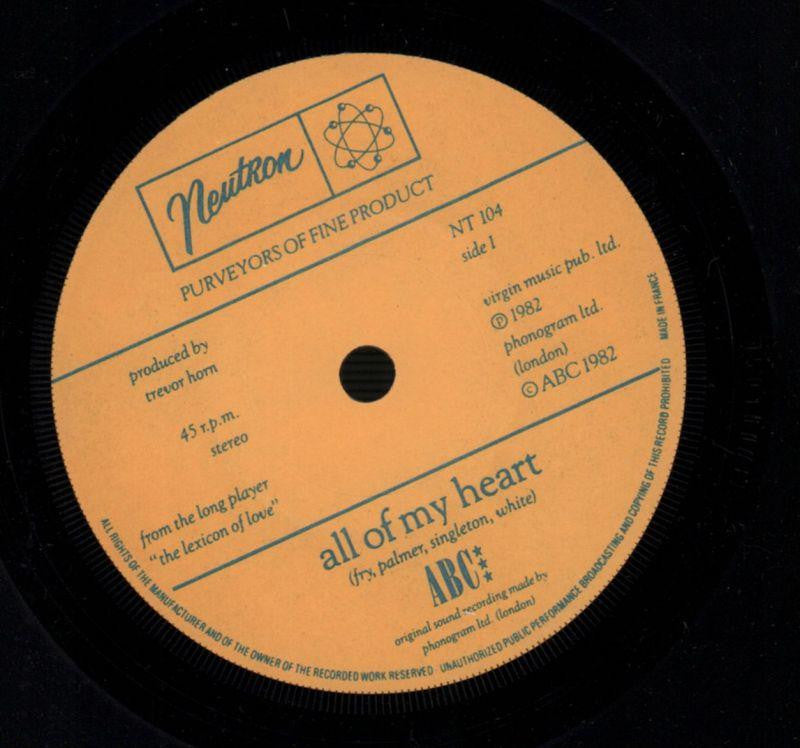 Neutron
PURVEYORS OF FINE PRODUCT
NT 104
side 1
produced by
trevor horn
45 r.p.m.
stereo
from the long player
"the lexicon of love"
virgin music pub. ltd.
℗ 1982
phonogram ltd.
(london)
© ABC 1982
all of my heart
(fry, palmer, singleton, white)
ABC
original sound recording made by
phonogram ltd. (london)
ALL RIGHTS OF THE MANUFACTURER AND OF THE OWNER OF THE RECORDED WORK RESERVED UNAUTHORIZED PUBLIC PERFORMANCE BROADCASTING AND COPYING OF THIS RECORD PROHIBITED MADE IN FRANCE